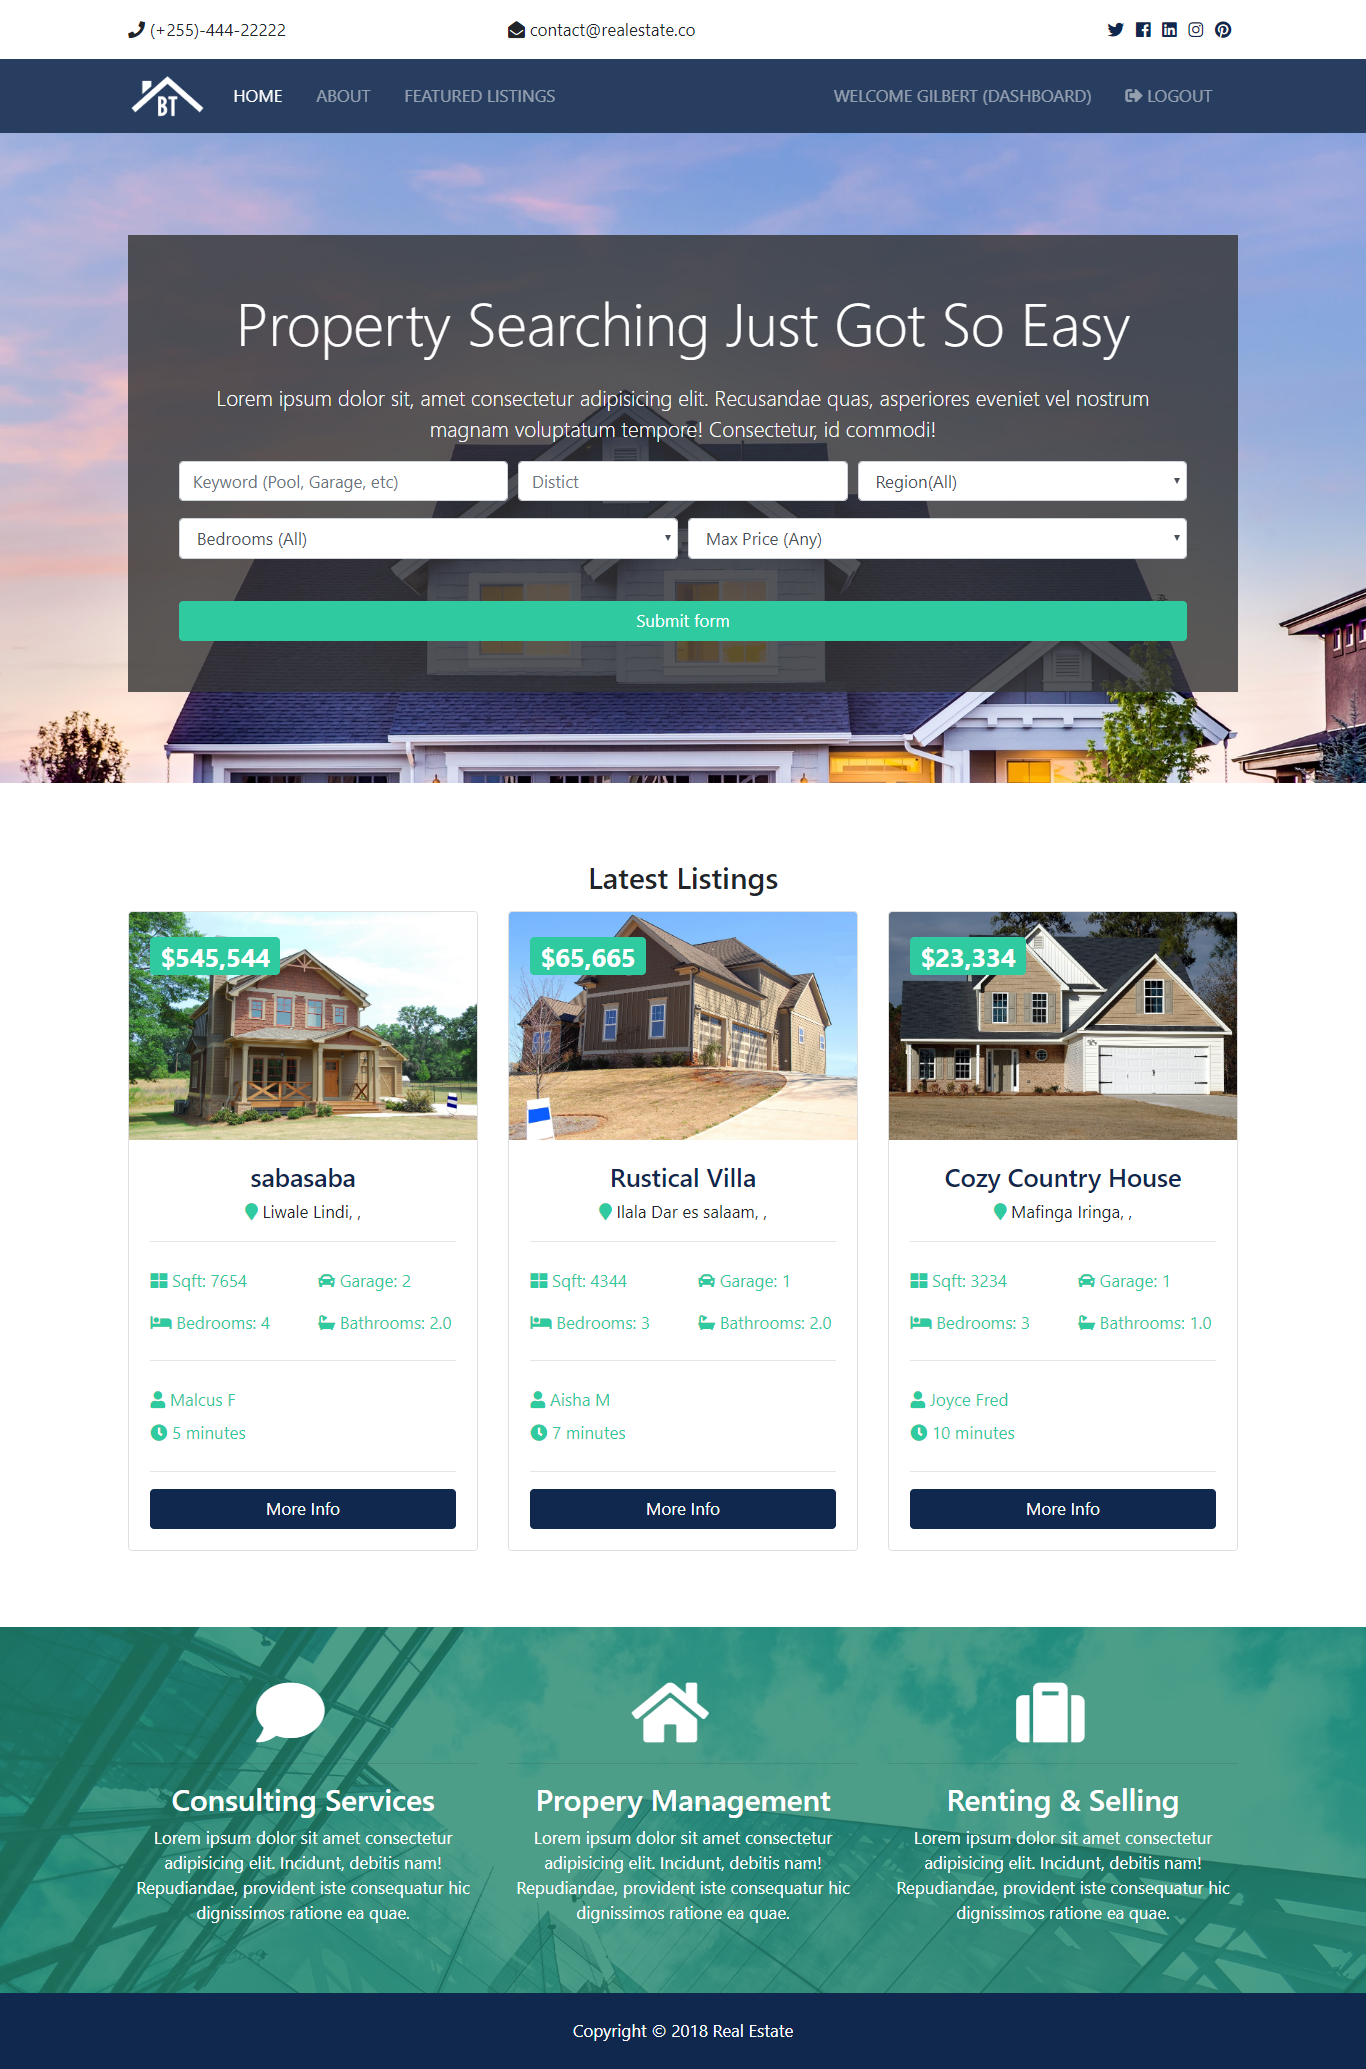 (+255)-444-22222
contact@realestate.co
BT
HOME
ABOUT
FEATURED LISTINGS
WELCOME GILBERT (DASHBOARD)
LOGOUT
Property Searching Just Got So Easy
Lorem ipsum dolor sit, amet consectetur adipisicing elit. Recusandae quas, asperiores eveniet vel nostrum
magnam voluptatum tempore! Consectetur, id commodi!
Keyword (Pool, Garage, etc)
Distict
Region(All)
Bedrooms (All)
Max Price (Any)
Submit form
Latest Listings
$545,544
sabasaba
Liwale Lindi, ,
Sqft: 7654
Garage: 2
Bedrooms: 4
Bathrooms: 2.0
Malcus F
5 minutes
More Info
$65,665
Rustical Villa
Ilala Dar es salaam, ,
Sqft: 4344
Garage: 1
Bedrooms: 3
Bathrooms: 2.0
Aisha M
7 minutes
More Info
$23,334
Cozy Country House
Mafinga Iringa, ,
Sqft: 3234
Garage: 1
Bedrooms: 3
Bathrooms: 1.0
Joyce Fred
10 minutes
More Info
Consulting Services
Lorem ipsum dolor sit amet consectetur
adipisicing elit. Incidunt, debitis nam!
Repudiandae, provident iste consequatur hic
dignissimos ratione ea quae.
Propery Management
Lorem ipsum dolor sit amet consectetur
adipisicing elit. Incidunt, debitis nam!
Repudiandae, provident iste consequatur hic
dignissimos ratione ea quae.
Renting & Selling
Lorem ipsum dolor sit amet consectetur
adipisicing elit. Incidunt, debitis nam!
Repudiandae, provident iste consequatur hic
dignissimos ratione ea quae.
Copyright © 2018 Real Estate